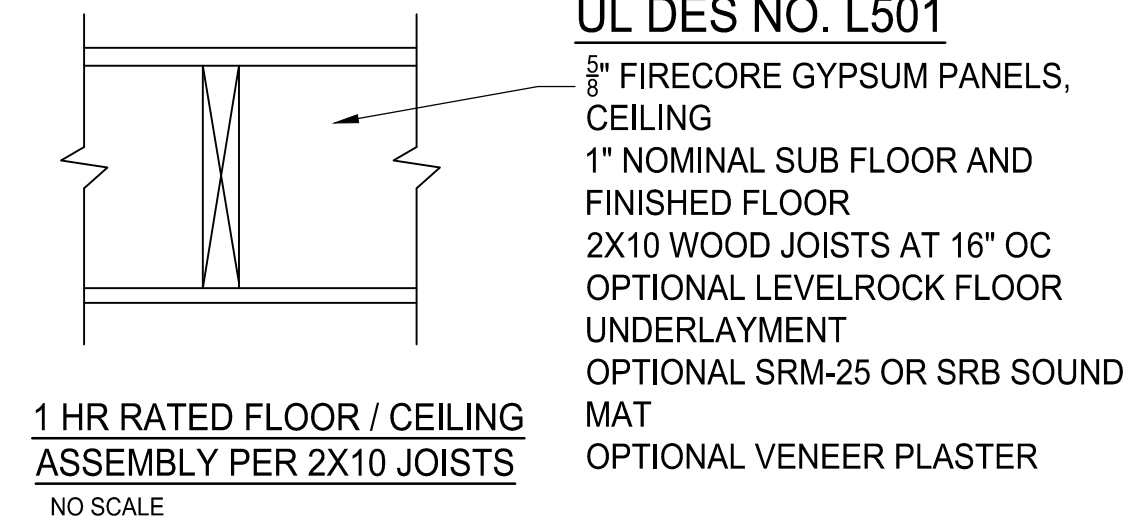 UL DES NO. L501
5/8" FIRECORE GYPSUM PANELS,
CEILING
1" NOMINAL SUB FLOOR AND
FINISHED FLOOR
2X10 WOOD JOISTS AT 16" OC
OPTIONAL LEVELROCK FLOOR
UNDERLAYMENT
OPTIONAL SRM-25 OR SRB SOUND
MAT
OPTIONAL VENEER PLASTER
1 HR RATED FLOOR / CEILING
ASSEMBLY PER 2X10 JOISTS
NO SCALE